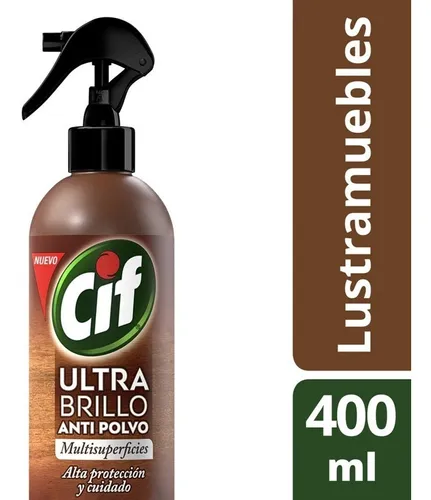 NUEVO
Cif
ULTRA
BRILLO
ANTI POLVO
Multisuperficies
Alta protección
y cuidado
Lustramuebles
400
ml